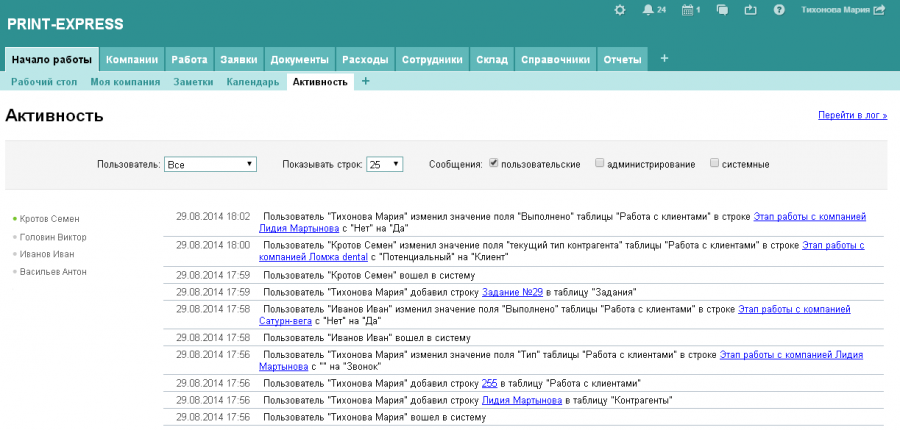 24 1 Тихонова Мария
PRINT-EXPRESS
Начало работы Компании Работа Заявки Документы Расходы Сотрудники Склад Справочники Отчеты +
Рабочий стол Моя компания Заметки Календарь Активность +
Активность Перейти в лог »
Пользователь: Все Показывать строк: 25 Сообщения: пользовательские администрирование системные
Кротов Семен
Головин Виктор
Иванов Иван
Васильев Антон
29.08.2014 18:02 Пользователь "Тихонова Мария" изменил значение поля "Выполнено" таблицы "Работа с клиентами" в строке Этап работы с компанией
Лидия Мартынова с "Нет" на "Да"
29.08.2014 18:00 Пользователь "Кротов Семен" изменил значение поля "текущий тип контрагента" таблицы "Работа с клиентами" в строке Этап работы с
компанией Ломжа dental с "Потенциальный" на "Клиент"
29.08.2014 17:59 Пользователь "Кротов Семен" вошел в систему
29.08.2014 17:59 Пользователь "Тихонова Мария" добавил строку Задание №29 в таблицу "Задания"
29.08.2014 17:58 Пользователь "Иванов Иван" изменил значение поля "Выполнено" таблицы "Работа с клиентами" в строке Этап работы с компанией
Сатурн-вега с "Нет" на "Да"
29.08.2014 17:58 Пользователь "Иванов Иван" вошел в систему
29.08.2014 17:56 Пользователь "Тихонова Мария" изменил значение поля "Тип" таблицы "Работа с клиентами" в строке Этап работы с компанией Лидия
Мартынова с "" на "Звонок"
29.08.2014 17:56 Пользователь "Тихонова Мария" добавил строку 255 в таблицу "Работа с клиентами"
29.08.2014 17:56 Пользователь "Тихонова Мария" добавил строку Лидия Мартынова в таблицу "Контрагенты"
29.08.2014 17:56 Пользователь "Тихонова Мария" вошел в систему